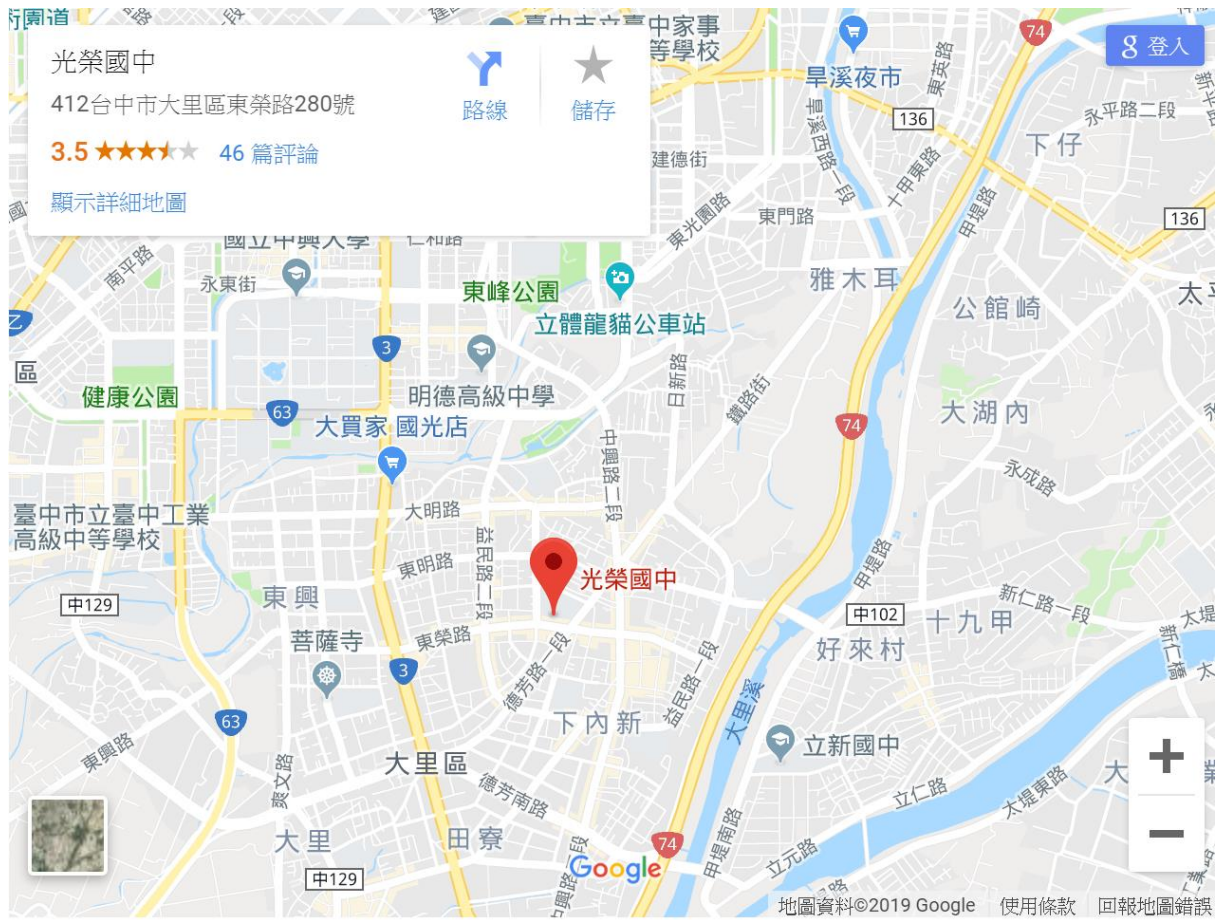 光榮國中
412台中市大里區東榮路280號
3.5
46 篇評論
顯示詳細地圖
路線
儲存
登入
臺中市立臺中家事
等學校
74
旱溪夜市
東英路
永平路二段
136
下仔
建德街
旱溪西路一段
十甲東路
東門路
東光園路
甲堤路
136
國立中興大學
仁和路
南平路
永東街
東峰公園
立體龍貓公車站
雅木耳
公館崎
太平
3
區
健康公園
63
明德高級中學
日新路
鐵路街
大買家 國光店
74
大湖內
中興路二段
永成路
臺中市立臺中工業
高級中等學校
大明路
益民路二段
東明路
光榮國中
甲堤路
中129
東興
菩薩寺
東榮路
3
德芳路一段
益民路一段
中102
十九甲
新仁路一段
好來村
新仁橋
太堤
下內新
大里溪
立新國中
63
東興路
大里區
爽文路
德芳南路
大里
田寮
中129
74
甲堤南路
立仁路
太堤東路
立元路
Google
地圖資料©2019 Google
使用條款
回報地圖錯誤